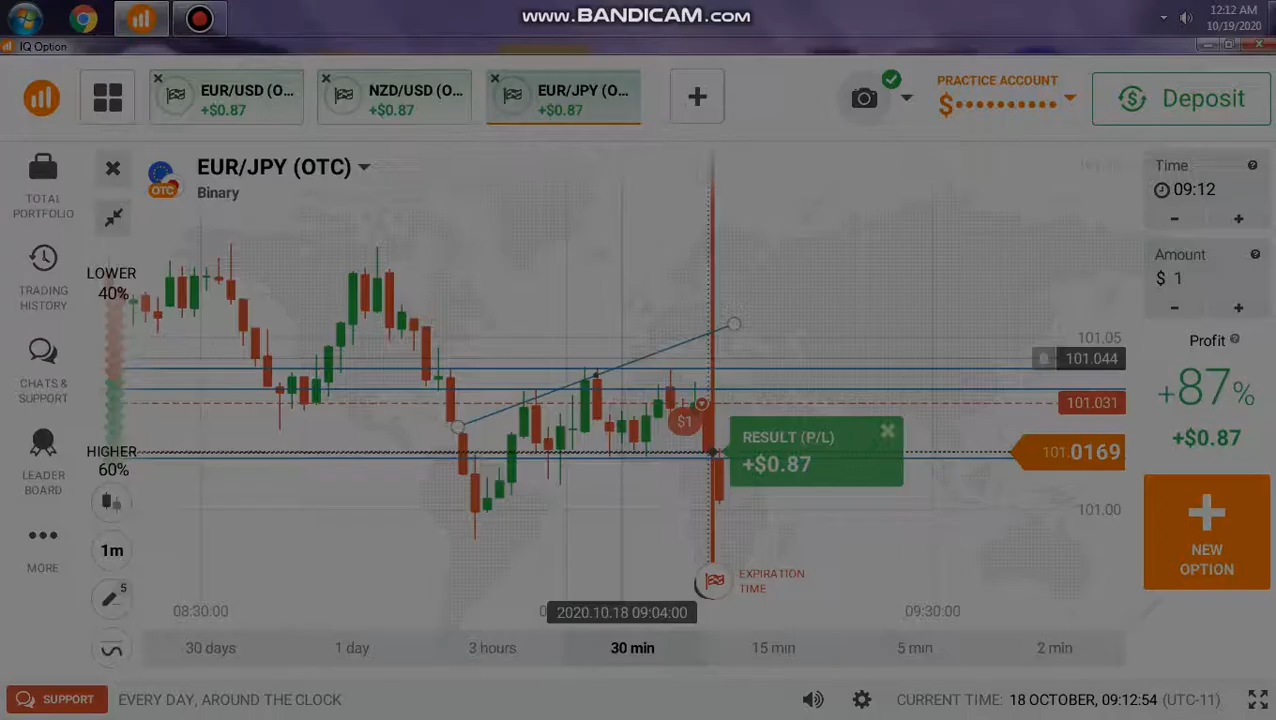 www.BANDICAM.com
12:12 AM
10/19/2020
IQ Option
EUR/USD (O...
+$0.87
NZD/USD (O...
+$0.87
EUR/JPY (O...
+$0.87
PRACTICE ACCOUNT
$••••••••••
Deposit
TOTAL
PORTFOLIO
TRADING
HISTORY
CHATS &
SUPPORT
LEADER
BOARD
MORE
EUR/JPY (OTC)
OTC
Binary
LOWER
40%
HIGHER
60%
1m
5
$1
RESULT (P/L)
+$0.87
EXPIRATION
TIME
101.05
101.044
101.031
101.0169
101.00
08:30:00
2020.10.18 09:04:00
09:30:00
30 days
1 day
3 hours
30 min
15 min
5 min
2 min
Time
09:12
-
+
Amount
$ 1
-
+
Profit
+87%
+$0.87
NEW
OPTION
SUPPORT
EVERY DAY, AROUND THE CLOCK
CURRENT TIME: 18 OCTOBER, 09:12:54 (UTC-11)